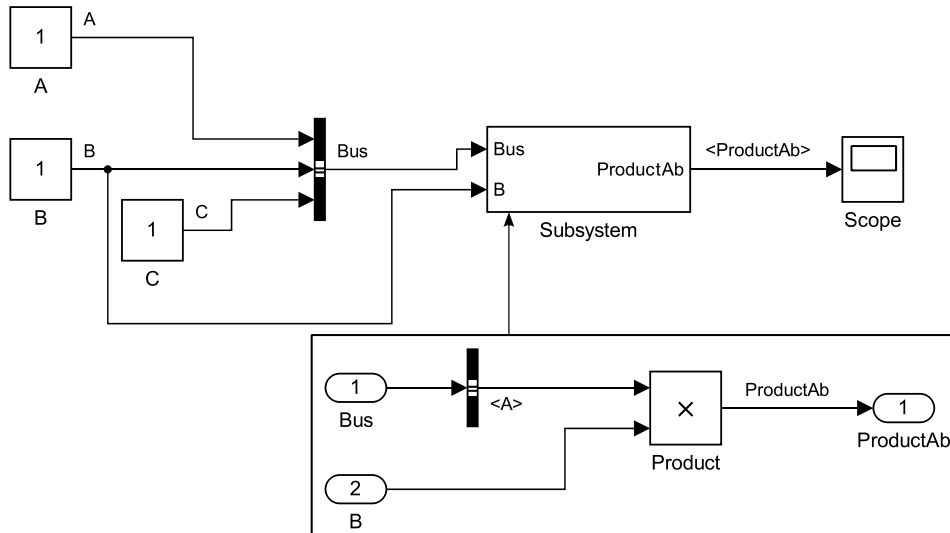 1
A
A
1
B
B
1
C
C
Bus
Bus
B
ProductAb
Subsystem
<ProductAb>
Scope
1
Bus
<A>
2
B
×
Product
ProductAb
1
ProductAb